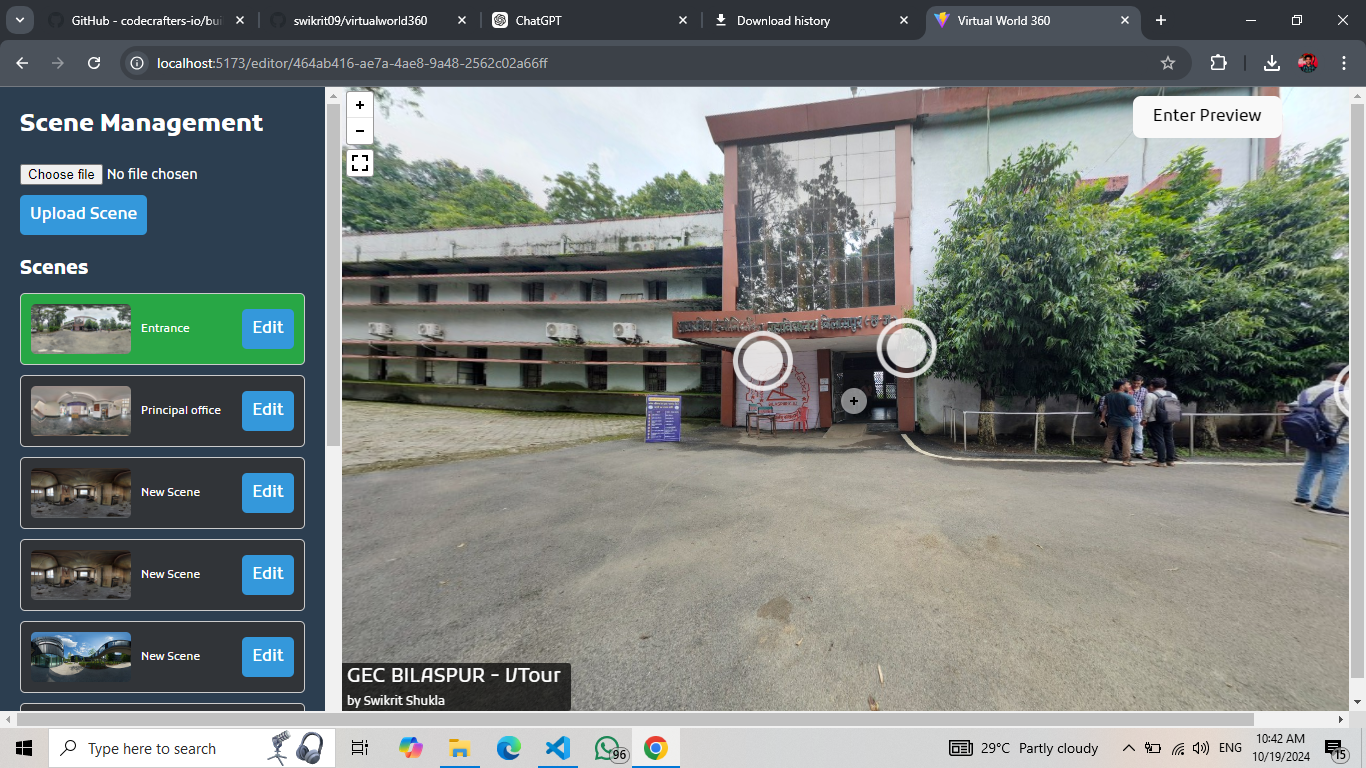 GitHub - codecrafters-io/bui
swikrit09/virtualworld360
ChatGPT
Download history
Virtual World 360
localhost:5173/editor/464ab416-ae7a-4ae8-9a48-2562c02a66ff
Scene Management
Choose file No file chosen
Upload Scene
Scenes
Entrance
Edit
Principal office
Edit
New Scene
Edit
New Scene
Edit
New Scene
Edit
+
−
Enter Preview
+
GEC BILASPUR - VTour
by Swikrit Shukla
Type here to search
96
29°C Partly cloudy
ENG
10:42 AM
10/19/2024
15